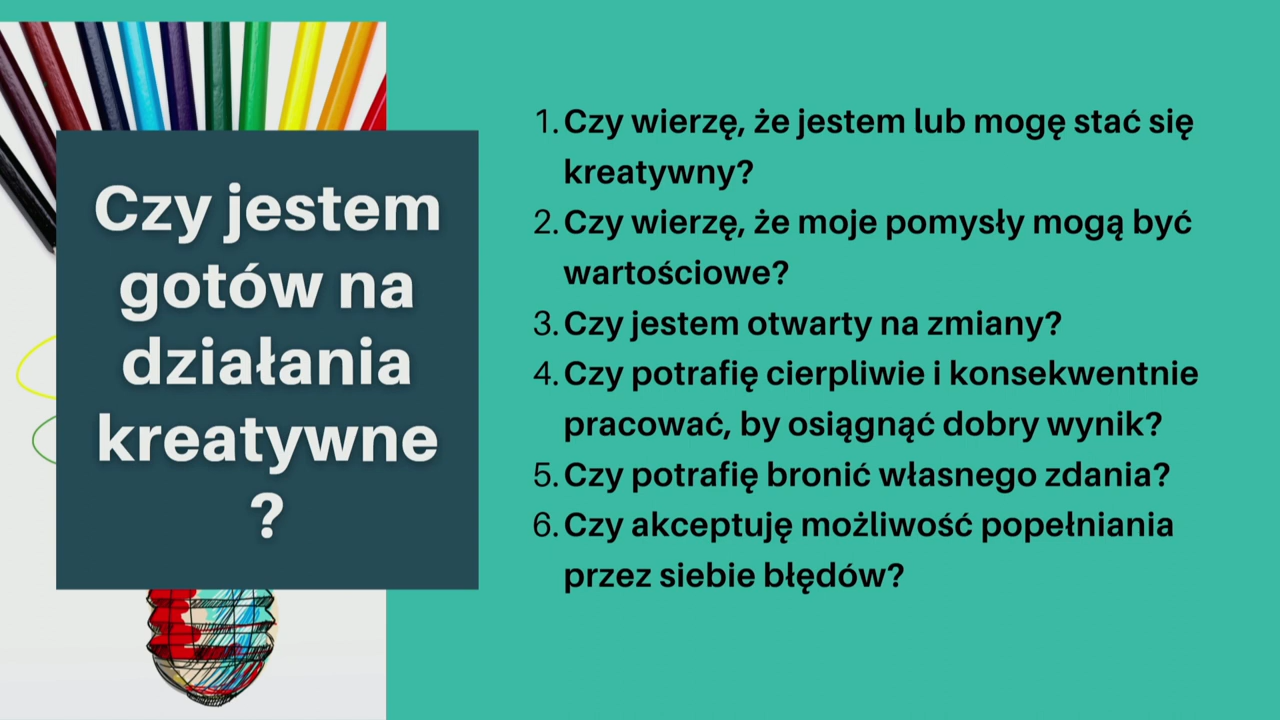 Czy jestem
gotów na
działania
kreatywne
?
1. Czy wierzę, że jestem lub mogę stać się
kreatywny?
2. Czy wierzę, że moje pomysły mogą być
wartościowe?
3. Czy jestem otwarty na zmiany?
4. Czy potrafię cierpliwie i konsekwentnie
pracować, by osiągnąć dobry wynik?
5. Czy potrafię bronić własnego zdania?
6. Czy akceptuję możliwość popełniania
przez siebie błędów?